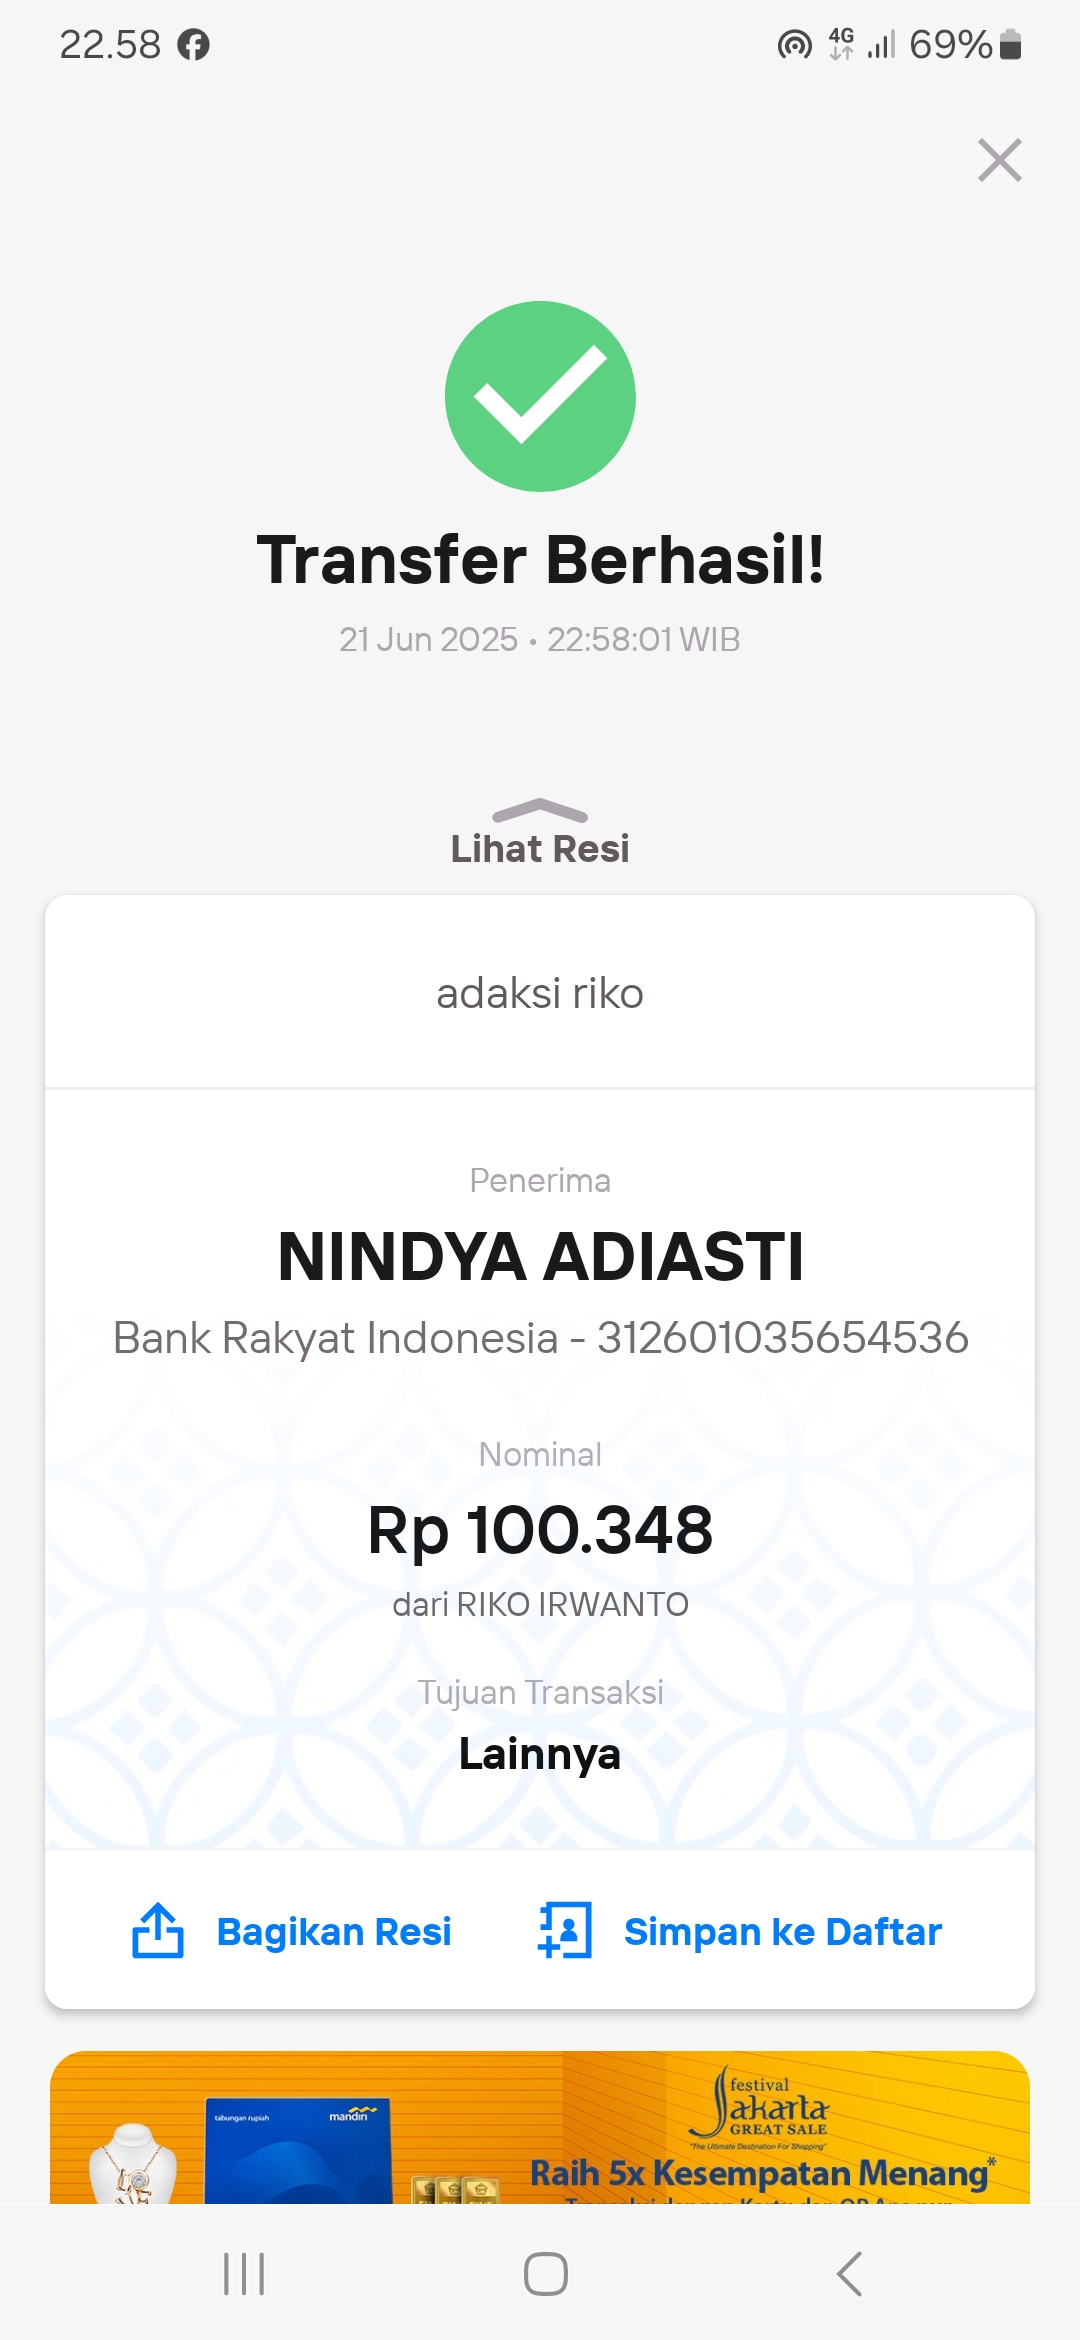 22.58
4G
69%
Transfer Berhasil!
21 Jun 2025 • 22:58:01 WIB
Lihat Resi
adaksi riko
Penerima
NINDYA ADIASTI
Bank Rakyat Indonesia - 312601035654536
Nominal
Rp 100.348
dari RIKO IRWANTO
Tujuan Transaksi
Lainnya
Bagikan Resi
Simpan ke Daftar
tabungan rupiah
mandiri
festival
Jakarta
GREAT SALE
"The Ultimate Destination For Shopping"
Raih 5x Kesempatan Menang*